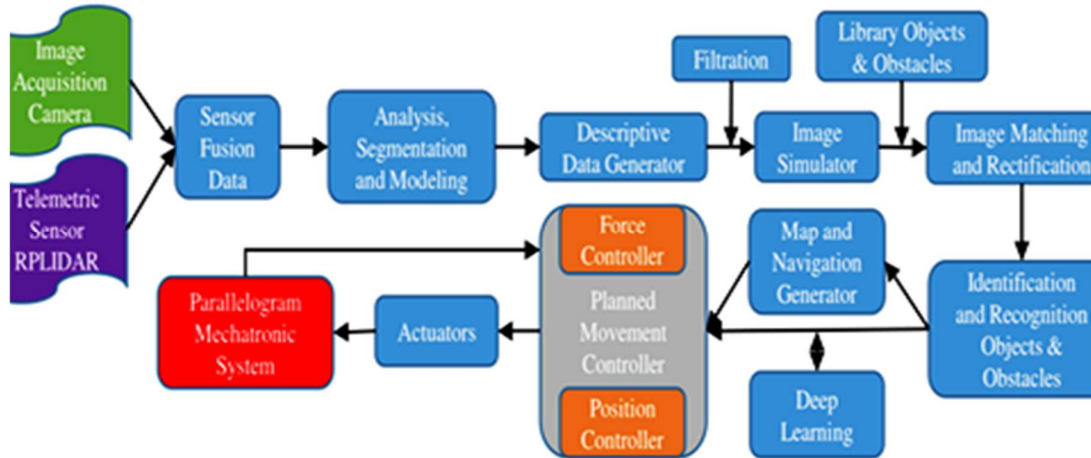 Image
Acquisition
Camera
Telemetric
Sensor
RPLIDAR
Sensor
Fusion
Data
Analysis,
Segmentation
and Modeling
Descriptive
Data Generator
Filtration
Image
Simulator
Library Objects
& Obstacles
Image Matching
and Rectification
Identification
and Recognition
Objects &
Obstacles
Map and
Navigation
Generator
Deep
Learning
Force
Controller
Planned
Movement
Controller
Position
Controller
Actuators
Parallelogram
Mechatronic
System